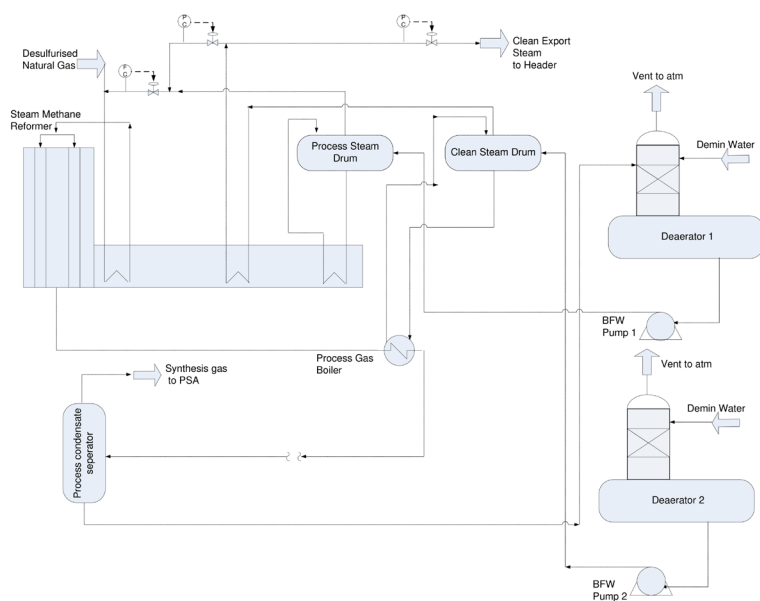 P
C
P
C
Clean Export
Steam
to Header
Desulfurised
Natural Gas
F
C
Vent to atm
Steam Methane
Reformer
Process Steam
Drum
Clean Steam Drum
Demin Water
Deaerator 1
BFW
Pump 1
Process Gas
Boiler
Vent to atm
Synthesis gas
to PSA
Demin Water
Process condensate
seperator
Deaerator 2
BFW
Pump 2